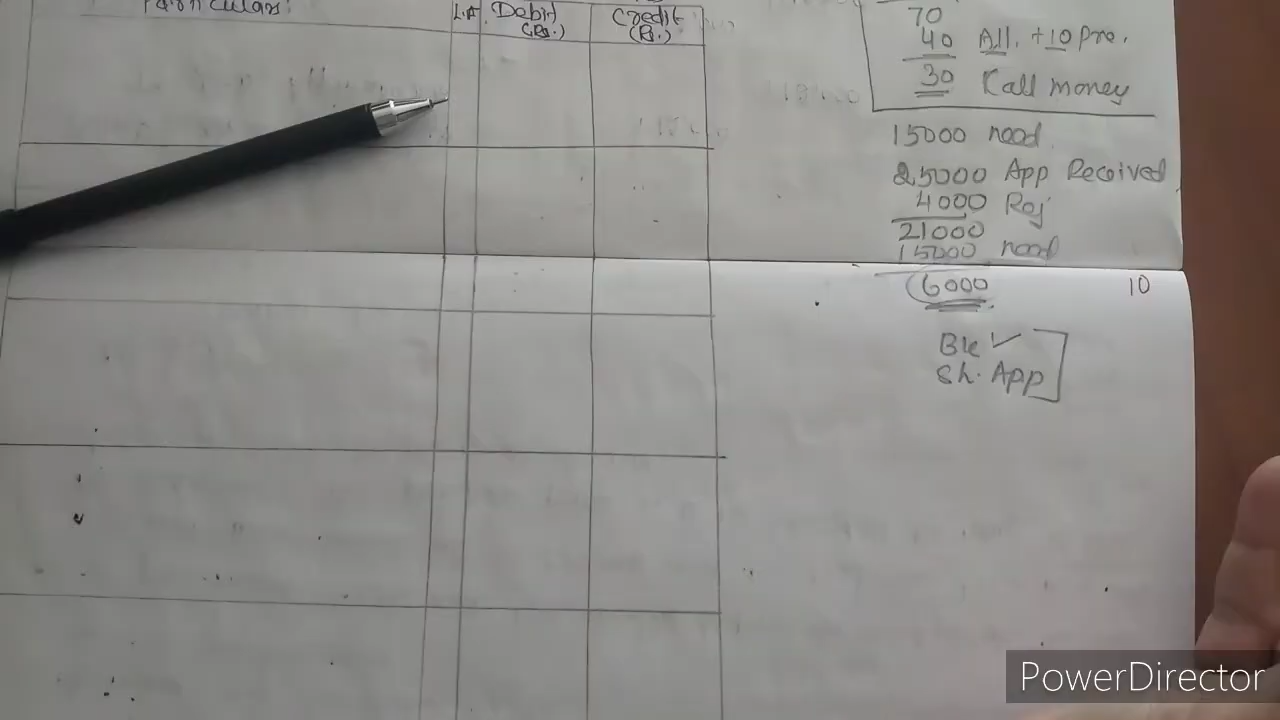 Particulars.
L.F
Debit
(Rs.)
Credit
(Rs.)
70
40 All. +10 pre.
30 Call money
15000 need
25000 App Received
4000 Rej
21000
15000 need
6000
10
Bk ✓
Sh. App
PowerDirector